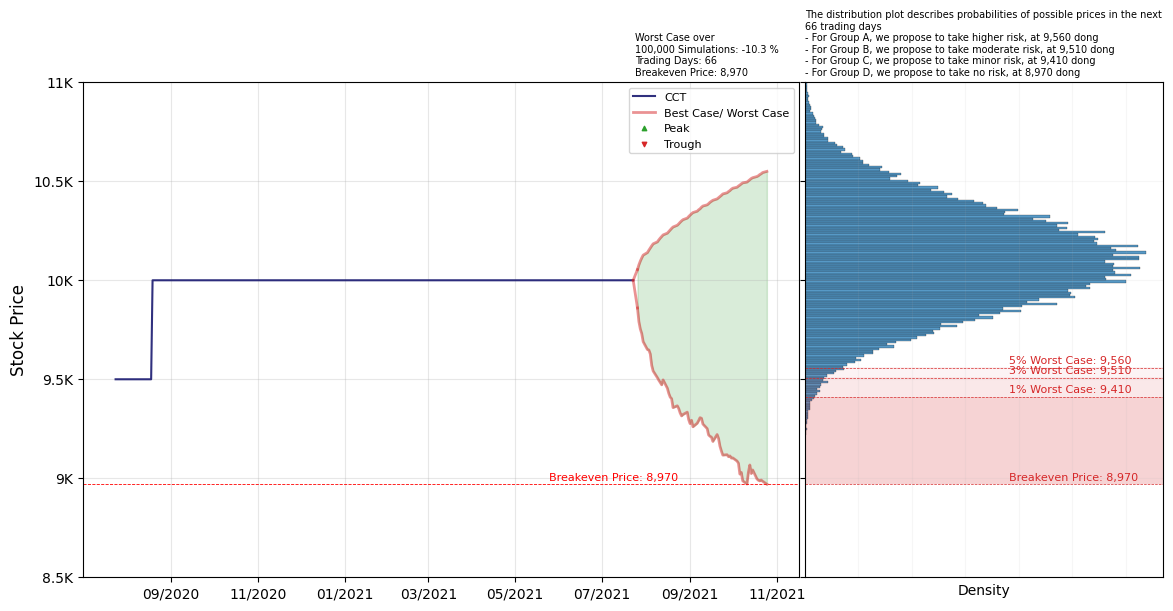 The distribution plot describes probabilities of possible prices in the next
66 trading days
- For Group A, we propose to take higher risk, at 9,560 dong
- For Group B, we propose to take moderate risk, at 9,510 dong
- For Group C, we propose to take minor risk, at 9,410 dong
- For Group D, we propose to take no risk, at 8,970 dong
Worst Case over
100,000 Simulations: -10.3 %
Trading Days: 66
Breakeven Price: 8,970
CCT
Best Case/ Worst Case
Peak
Trough
Stock Price
11K
10.5K
10K
9.5K
9K
8.5K
Breakeven Price: 8,970
09/2020
11/2020
01/2021
03/2021
05/2021
07/2021
09/2021
11/2021
5% Worst Case: 9,560
3% Worst Case: 9,510
1% Worst Case: 9,410
Breakeven Price: 8,970
Density